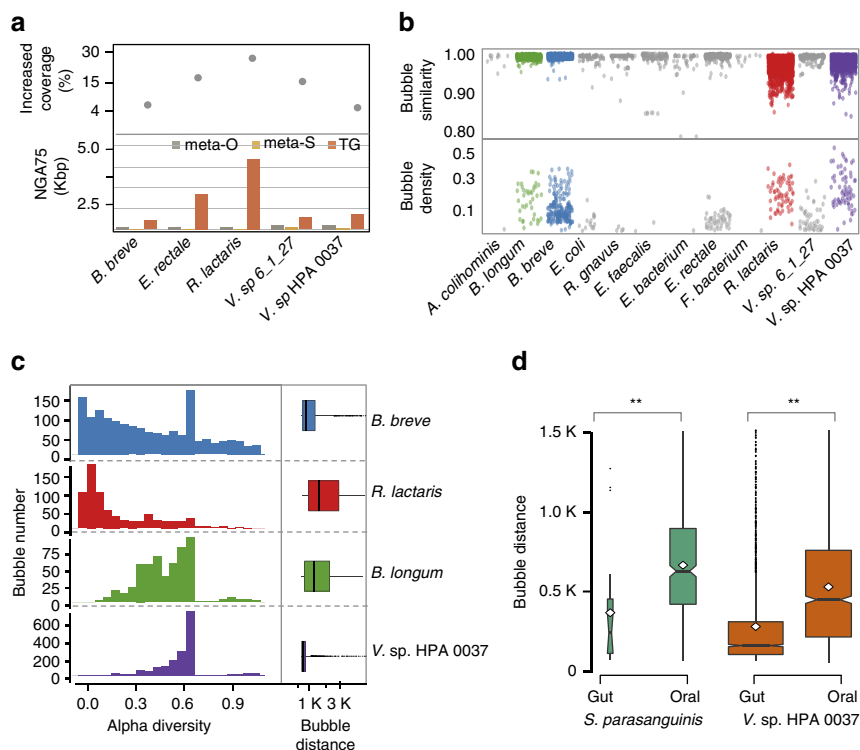 a
Increased
coverage
(%)
30
15
4
meta-O meta-S TG
NGA75
(Kbp)
5.0
2.5
B. breve
E. rectale
R. lactaris
V. sp 6_1_27
V. sp HPA 0037
b
Bubble
similarity
1.00
0.90
0.80
Bubble
density
0.5
0.3
0.1
A. colihominis
B. longum
B. breve
E. coli
R. gnavus
E. faecalis
E. bacterium
E. rectale
F. bacterium
R. lactaris
V. sp. 6_1_27
V. sp. HPA 0037
c
Bubble number
150
100
50
0
B. breve
150
100
50
0
R. lactaris
75
50
25
0
B. longum
600
400
200
0
V. sp. HPA 0037
0.0 0.3 0.6 0.9
Alpha diversity
1 K 3 K
Bubble
distance
d
** **
Bubble distance
1.5 K
1.0 K
0.5 K
0
Gut Oral Gut Oral
S. parasanguinis V. sp. HPA 0037